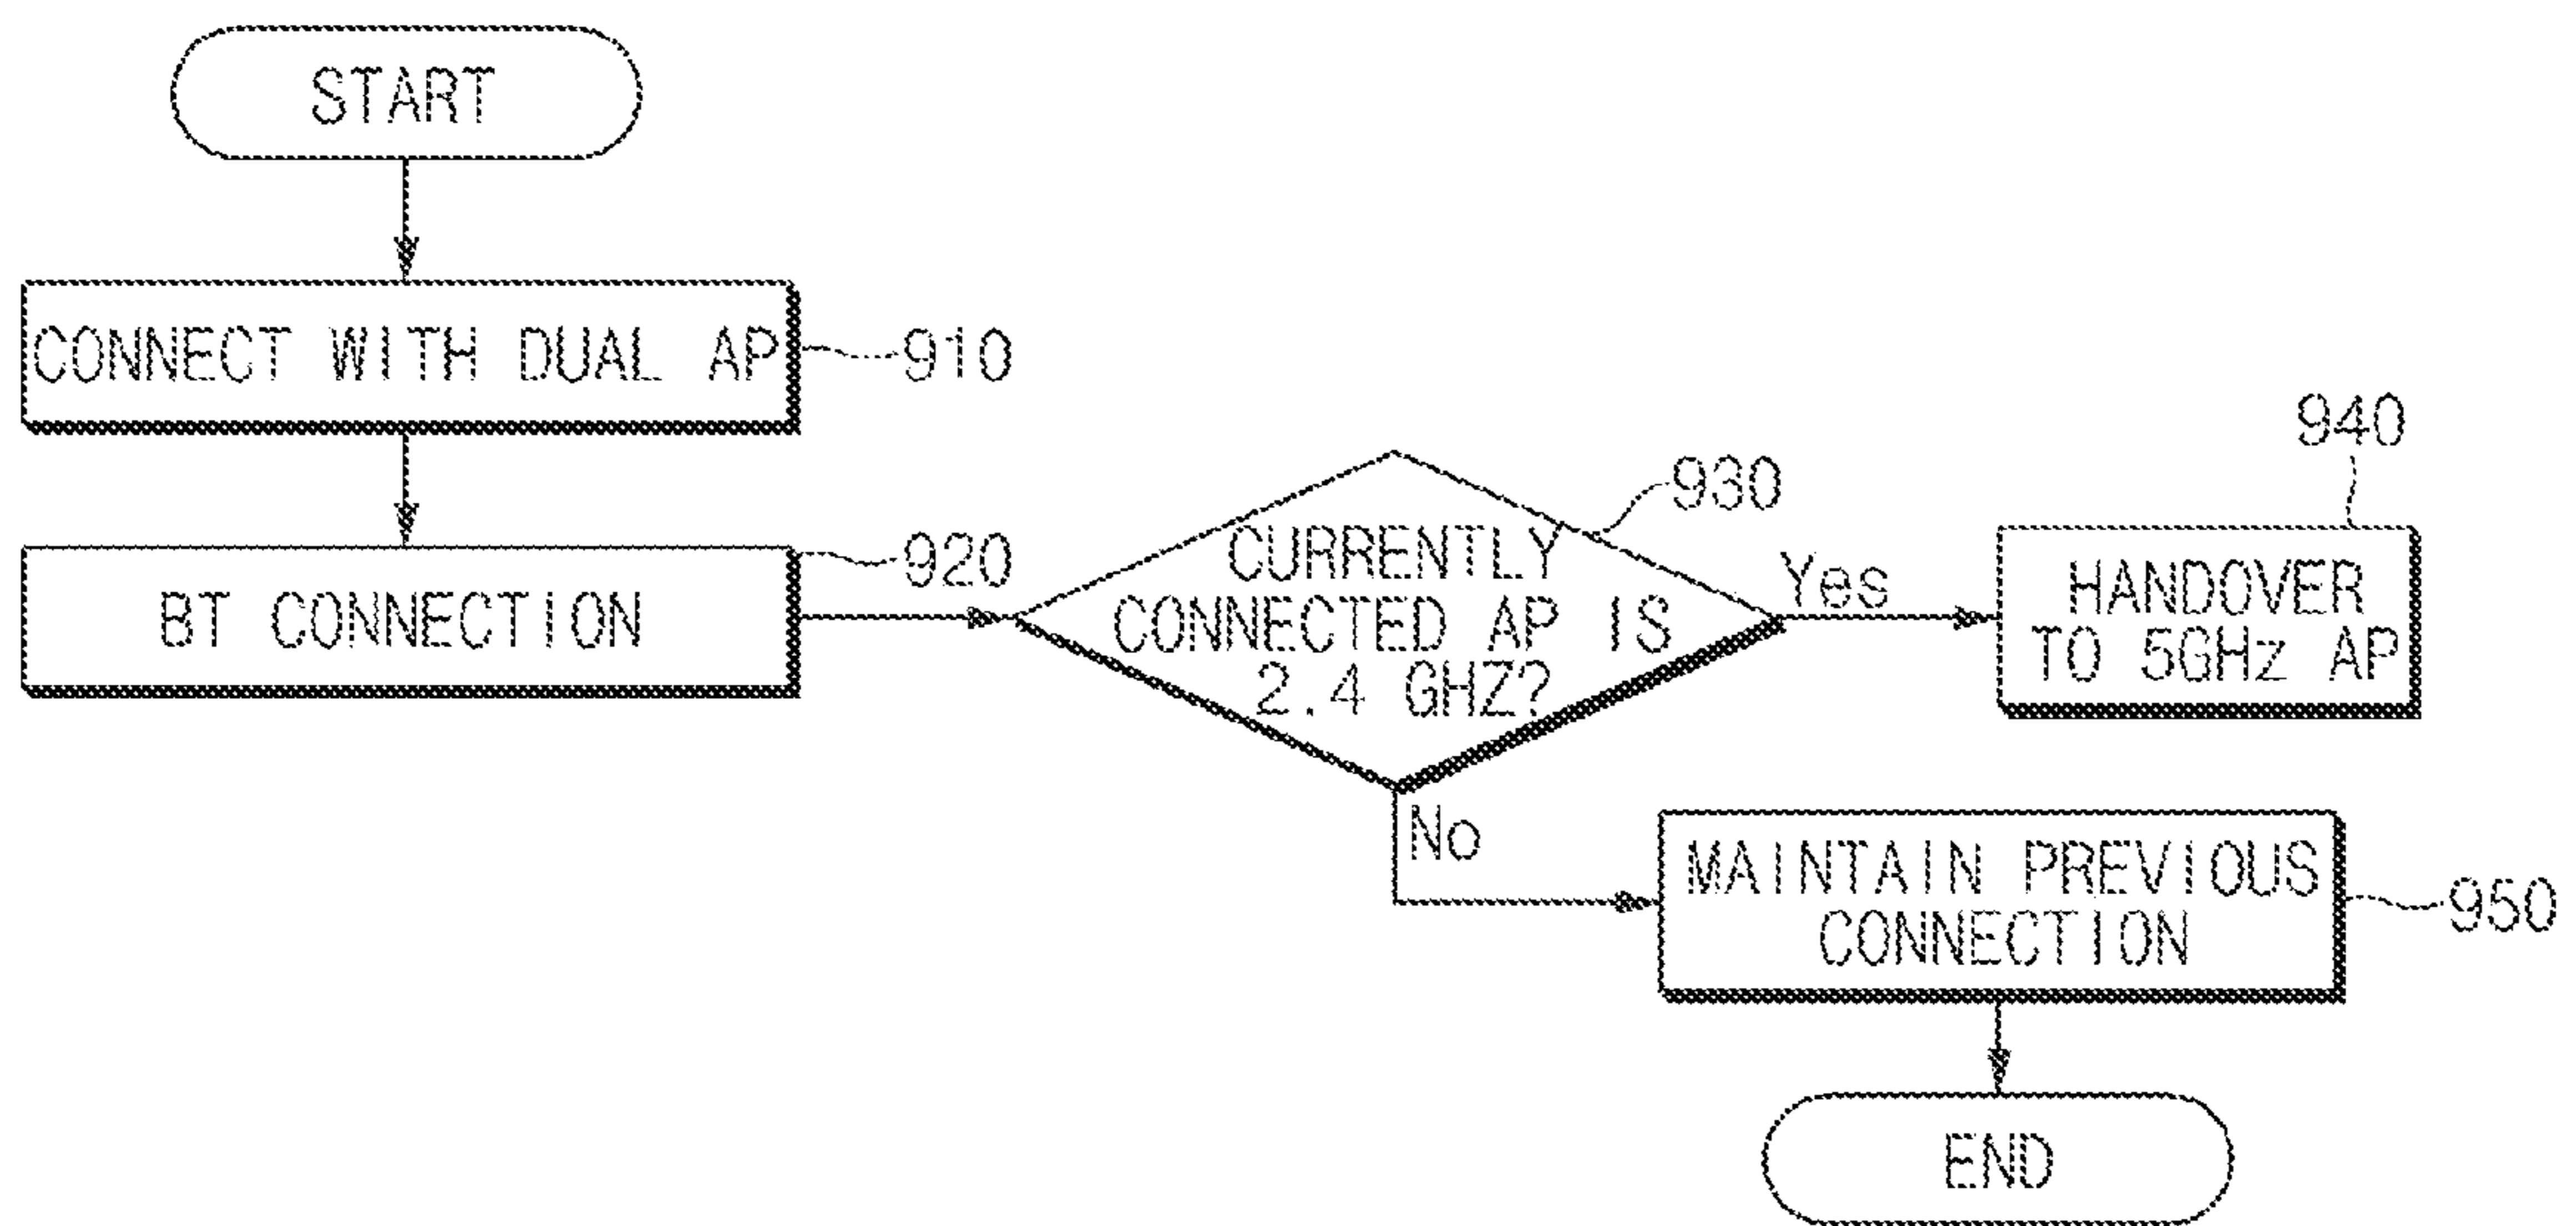 START
CONNECT WITH DUAL AP
910
BT CONNECTION
920
CURRENTLY
CONNECTED AP IS
2.4 GHZ?
930
Yes
940
HANDOVER
TO 5GHz AP
No
MAINTAIN PREVIOUS
CONNECTION
950
END